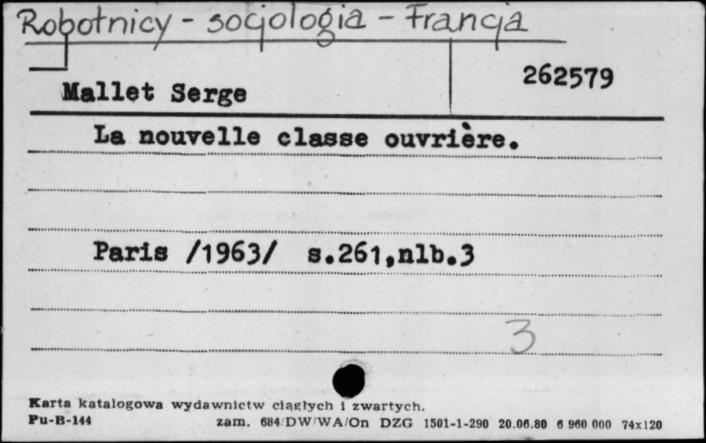 Robotnicy - socjologia - Francja
262579
Mallet Serge
La nouvelle classe ouvrière.
Paris /1963/ s.261,nlb.3
3
Karta katalogowa wydawnictw ciągłych i zwartych.
Pu-B-144 zam. 684/DW/WA/On DZG 1501-1-290 20.06.80 6 960 000 74x120